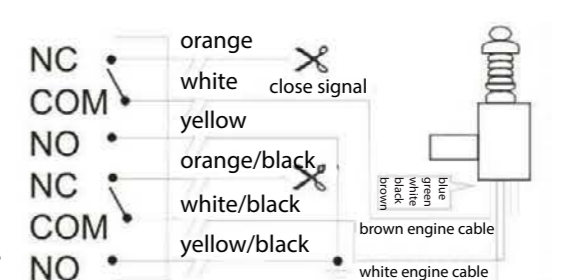 NC
orange
COM
white
close signal
NO
yellow
NC
orange/black
COM
white/black
NO
yellow/black
blue
green
white
black
brown
brown engine cable
white engine cable